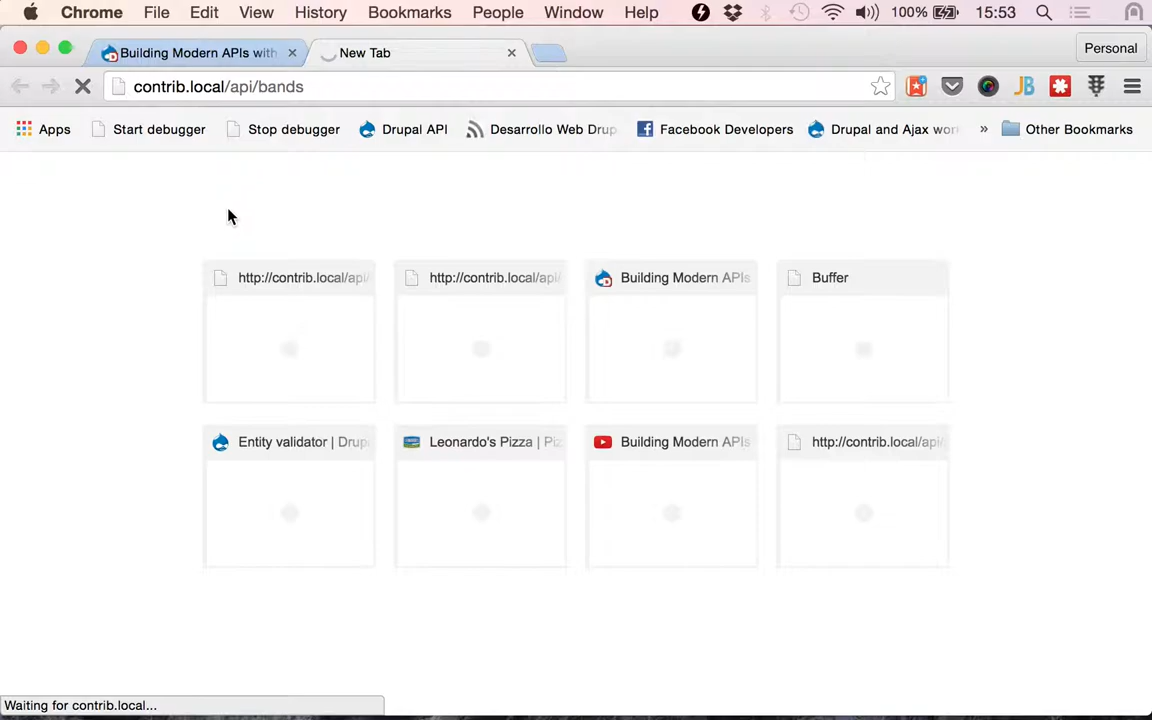 Chrome File Edit View History Bookmarks People Window Help 100% 15:53
Building Modern APIs with New Tab Personal
contrib.local/api/bands
Apps Start debugger Stop debugger Drupal API Desarrollo Web Drup Facebook Developers Drupal and Ajax wor » Other Bookmarks
http://contrib.local/api/ http://contrib.local/api/ Building Modern APIs Buffer
Entity validator | Drup Leonardo's Pizza | Piz Building Modern APIs http://contrib.local/api/
Waiting for contrib.local...